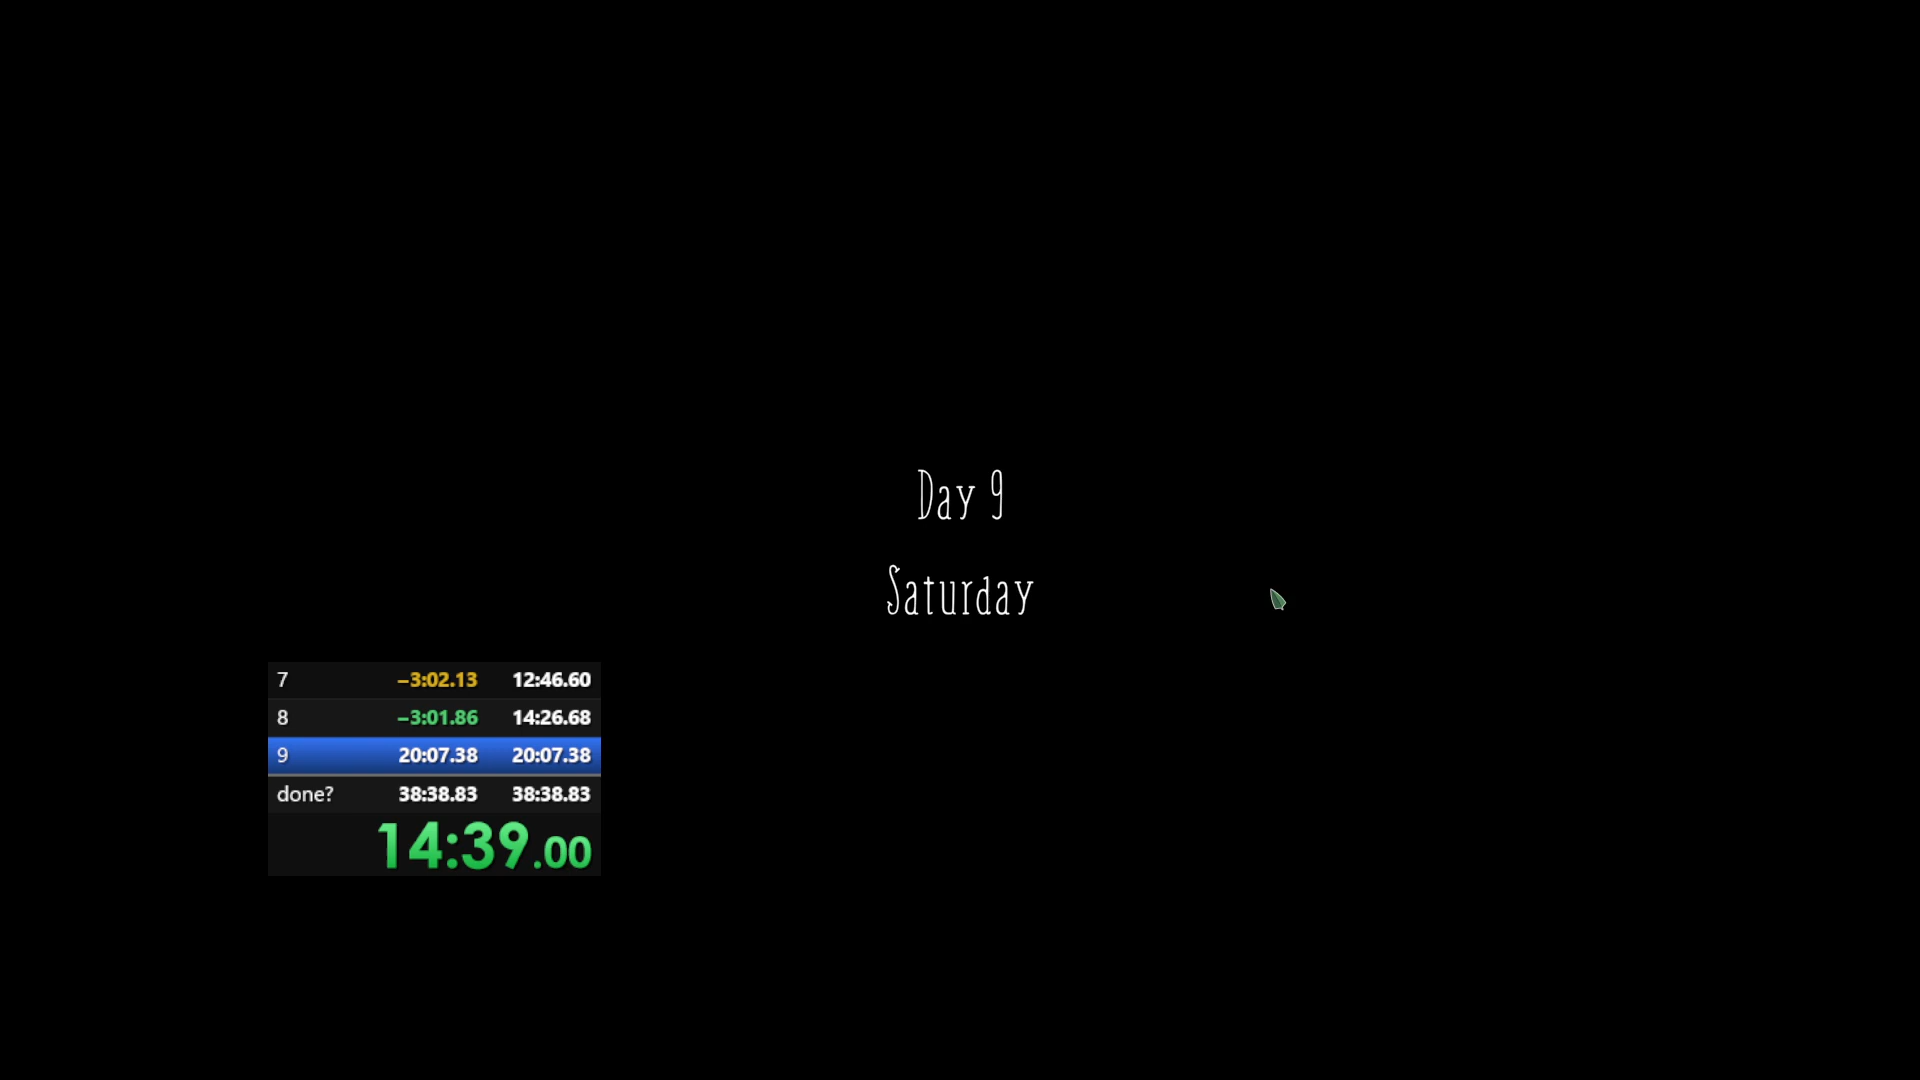 Day 9
Saturday
7 −3:02.13 12:46.60
8 −3:01.86 14:26.68
9 20:07.38 20:07.38
done? 38:38.83 38:38.83
14:39.00